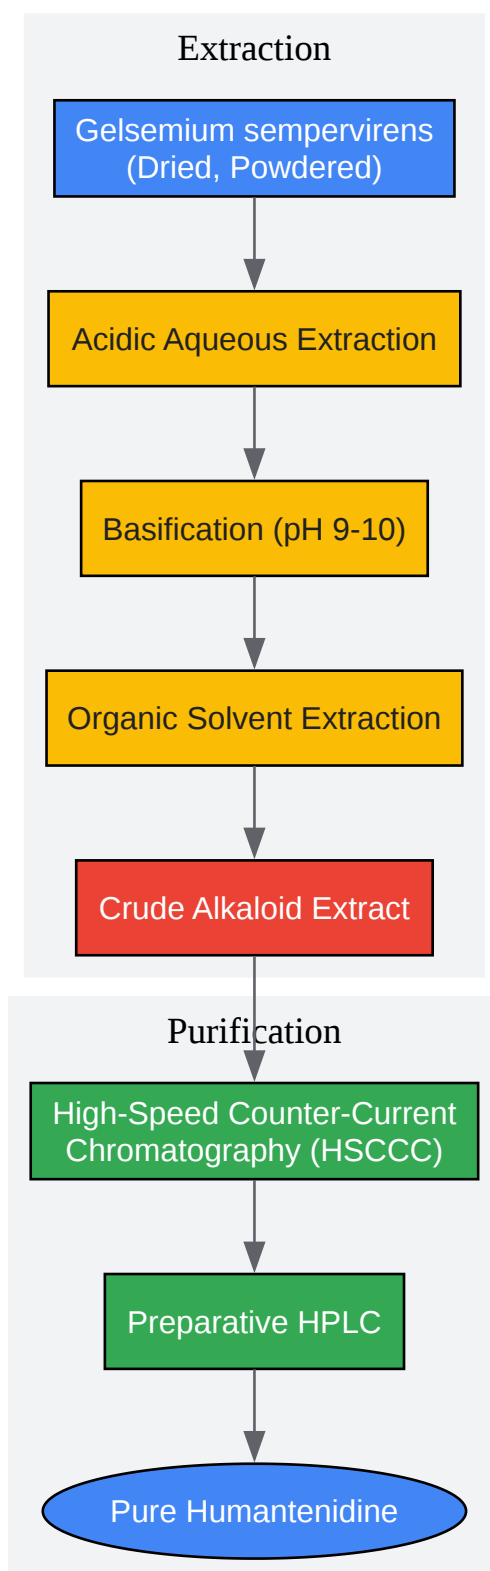 Extraction
Gelsemium sempervirens
(Dried, Powdered)
Acidic Aqueous Extraction
Basification (pH 9-10)
Organic Solvent Extraction
Crude Alkaloid Extract
Purification
High-Speed Counter-Current
Chromatography (HSCCC)
Preparative HPLC
Pure Humantenidine